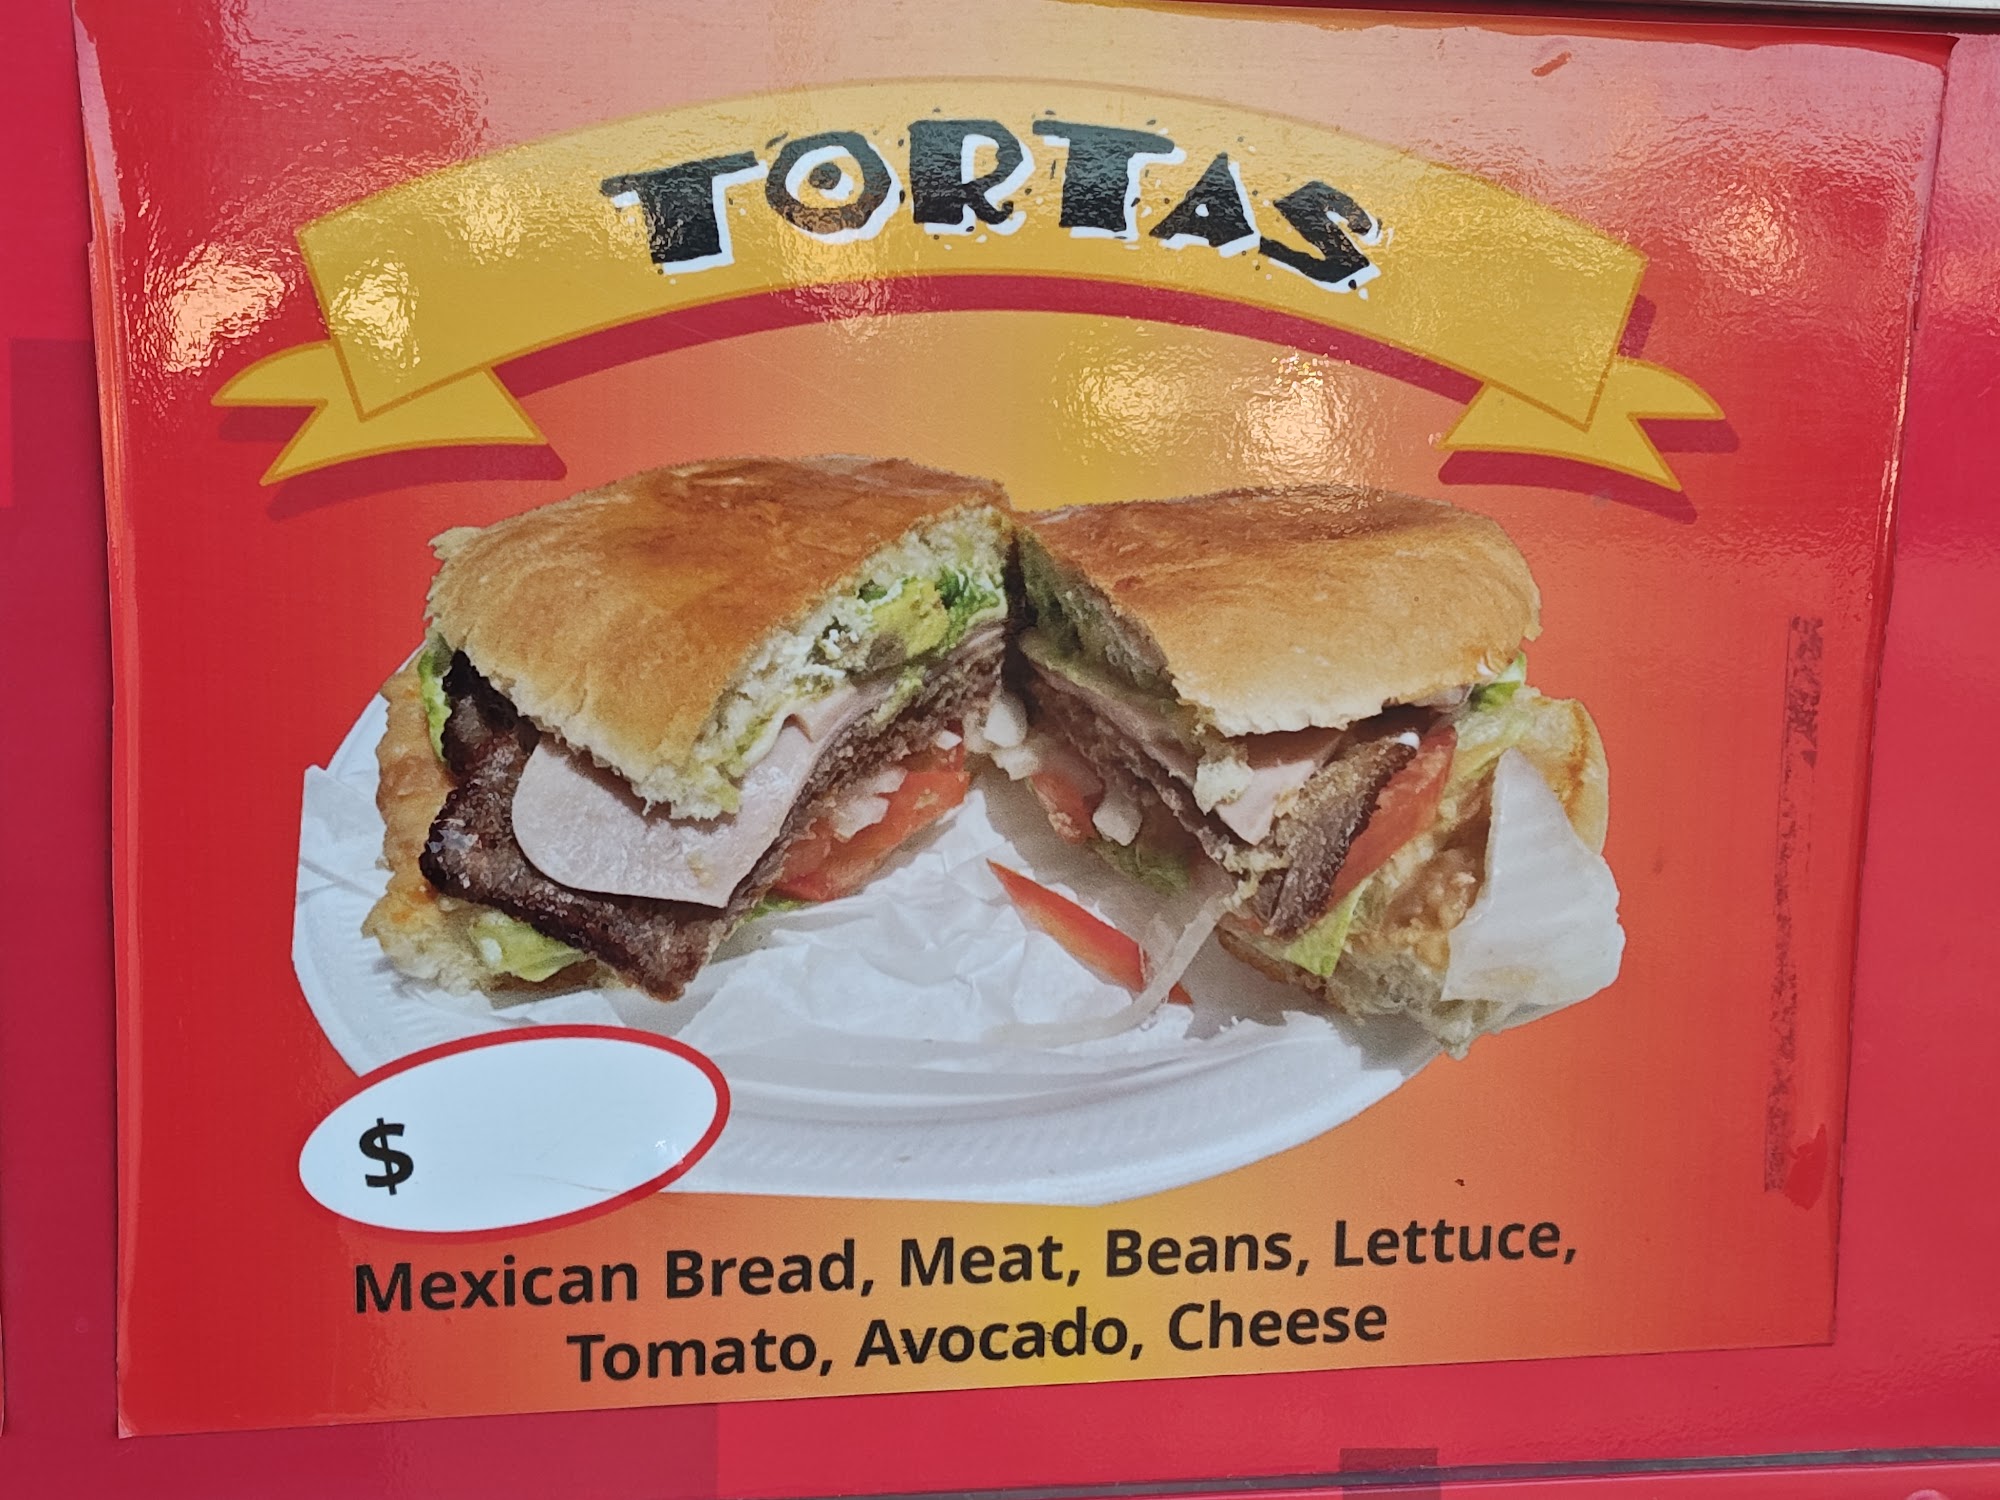 TORTAS
$
Mexican Bread, Meat, Beans, Lettuce,
Tomato, Avocado, Cheese